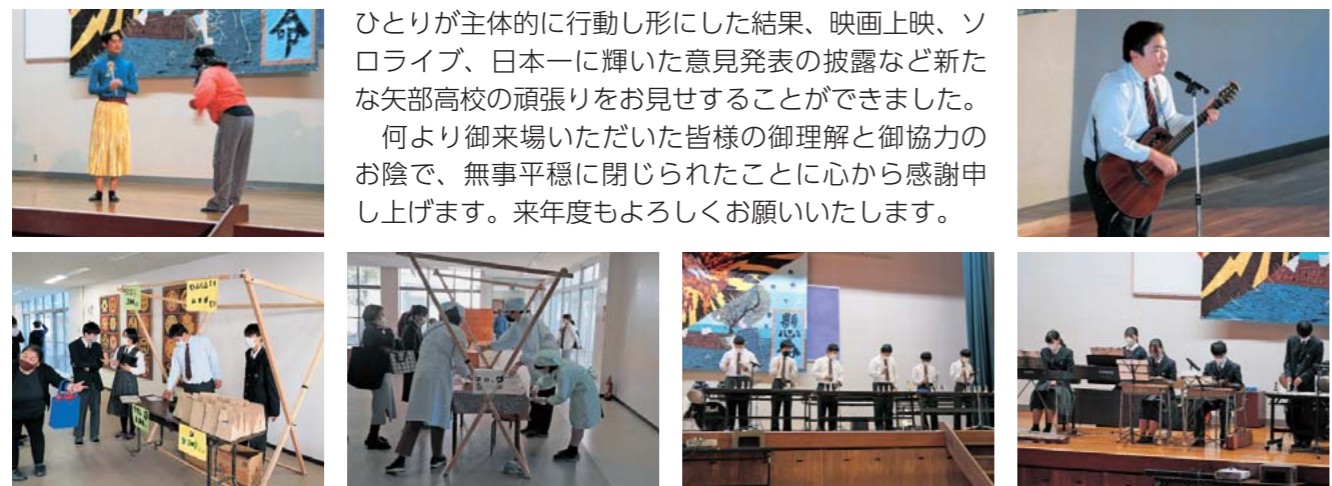 ひとりが主体的に行動し形にした結果、映画上映、ソ
ロライブ、日本一に輝いた意見発表の披露など新た
な矢部高校の頑張りをお見せすることができました。
　何より御来場いただいた皆様の御理解と御協力の
お陰で、無事平穏に閉じられたことに心から感謝申
し上げます。来年度もよろしくお願いいたします。
命